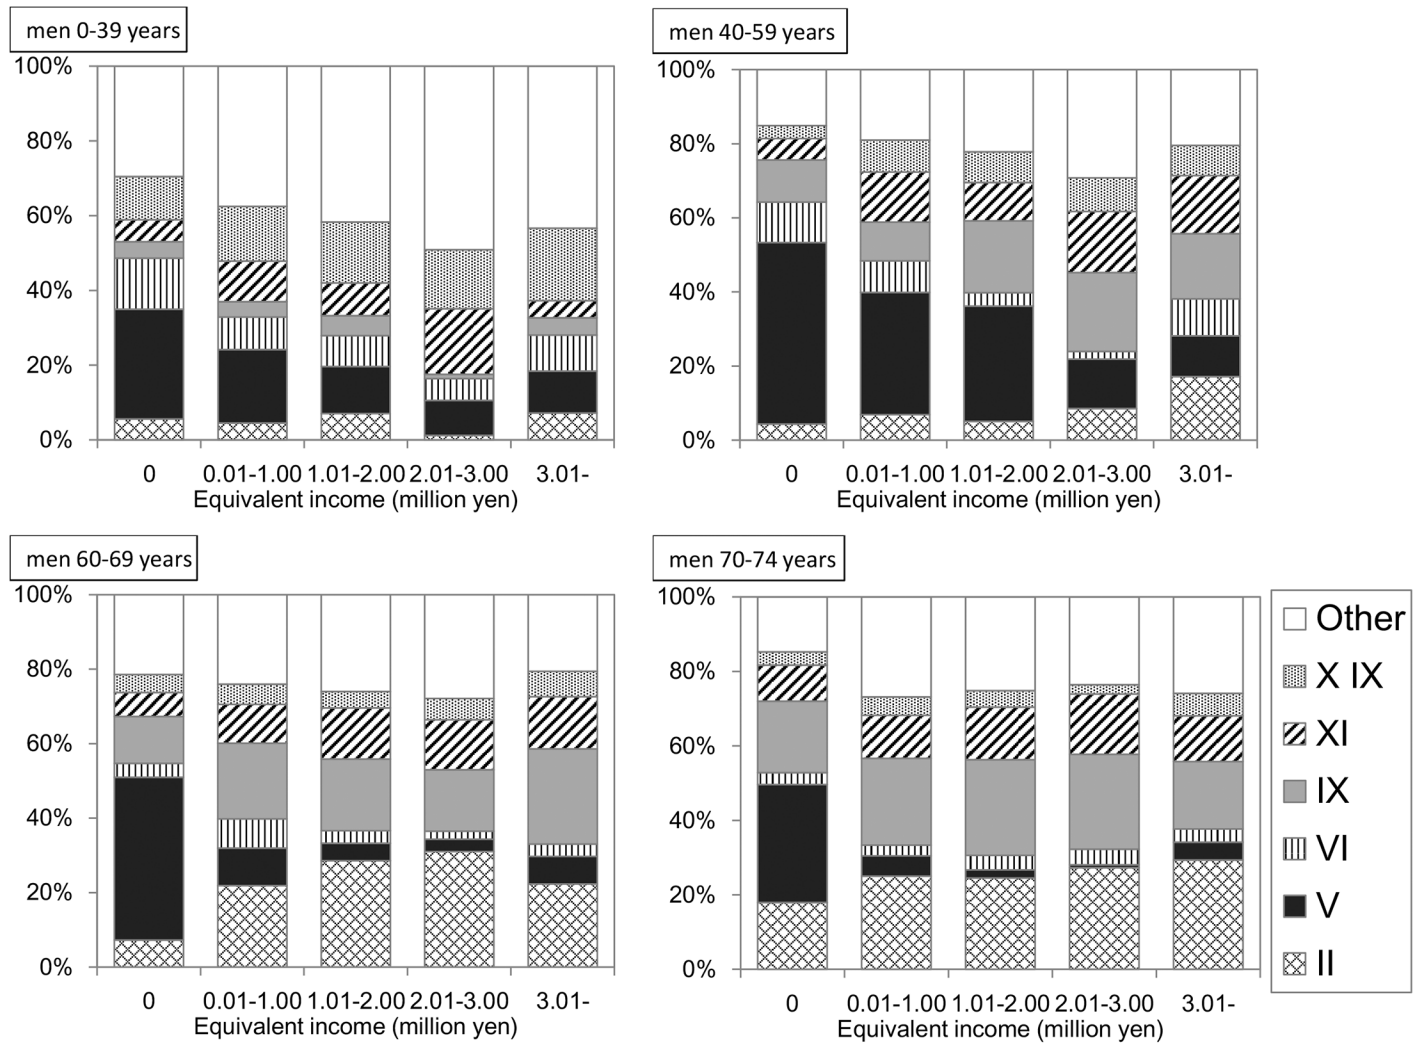 men 0-39 years
100%
80%
60%
40%
20%
0%
0 0.01-1.00 1.01-2.00 2.01-3.00 3.01-
Equivalent income (million yen)
men 40-59 years
100%
80%
60%
40%
20%
0%
0 0.01-1.00 1.01-2.00 2.01-3.00 3.01-
Equivalent income (million yen)
men 60-69 years
100%
80%
60%
40%
20%
0%
0 0.01-1.00 1.01-2.00 2.01-3.00 3.01-
Equivalent income (million yen)
men 70-74 years
100%
80%
60%
40%
20%
0%
0 0.01-1.00 1.01-2.00 2.01-3.00 3.01-
Equivalent income (million yen)
Other
X IX
XI
IX
VI
V
II